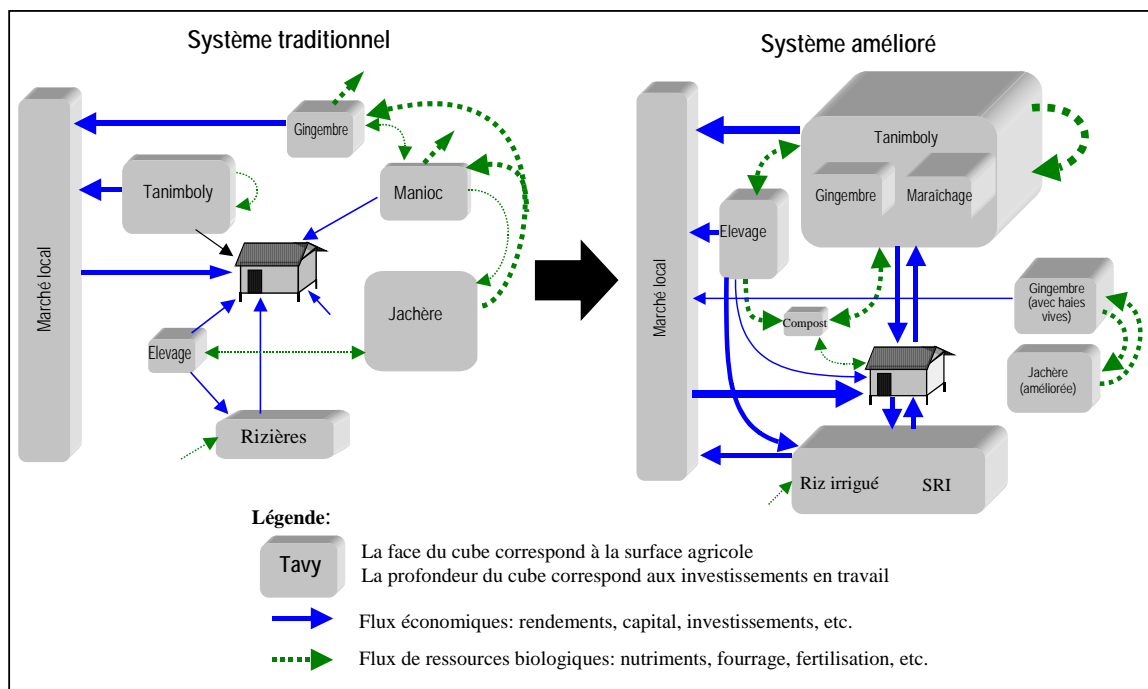 Système traditionnel
Marché local
Gingembre
Tanimboly
Manioc
Jachère
Elevage
Rizières
Système amélioré
Marché local
Tanimboly
Gingembre
Maraîchage
Elevage
Compost
Gingembre
(avec haies
vives)
Jachère
(améliorée)
Riz irrigué
SRI
Légende:
Tavy
La face du cube correspond à la surface agricole
La profondeur du cube correspond aux investissements en travail
Flux économiques: rendements, capital, investissements, etc.
Flux de ressources biologiques: nutriments, fourrage, fertilisation, etc.